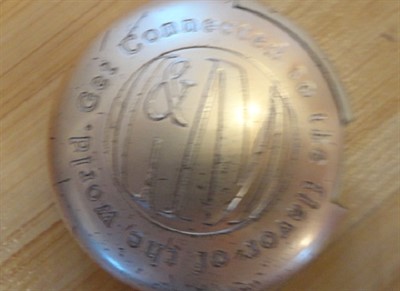 Get Connected to the flavor of the world.
&